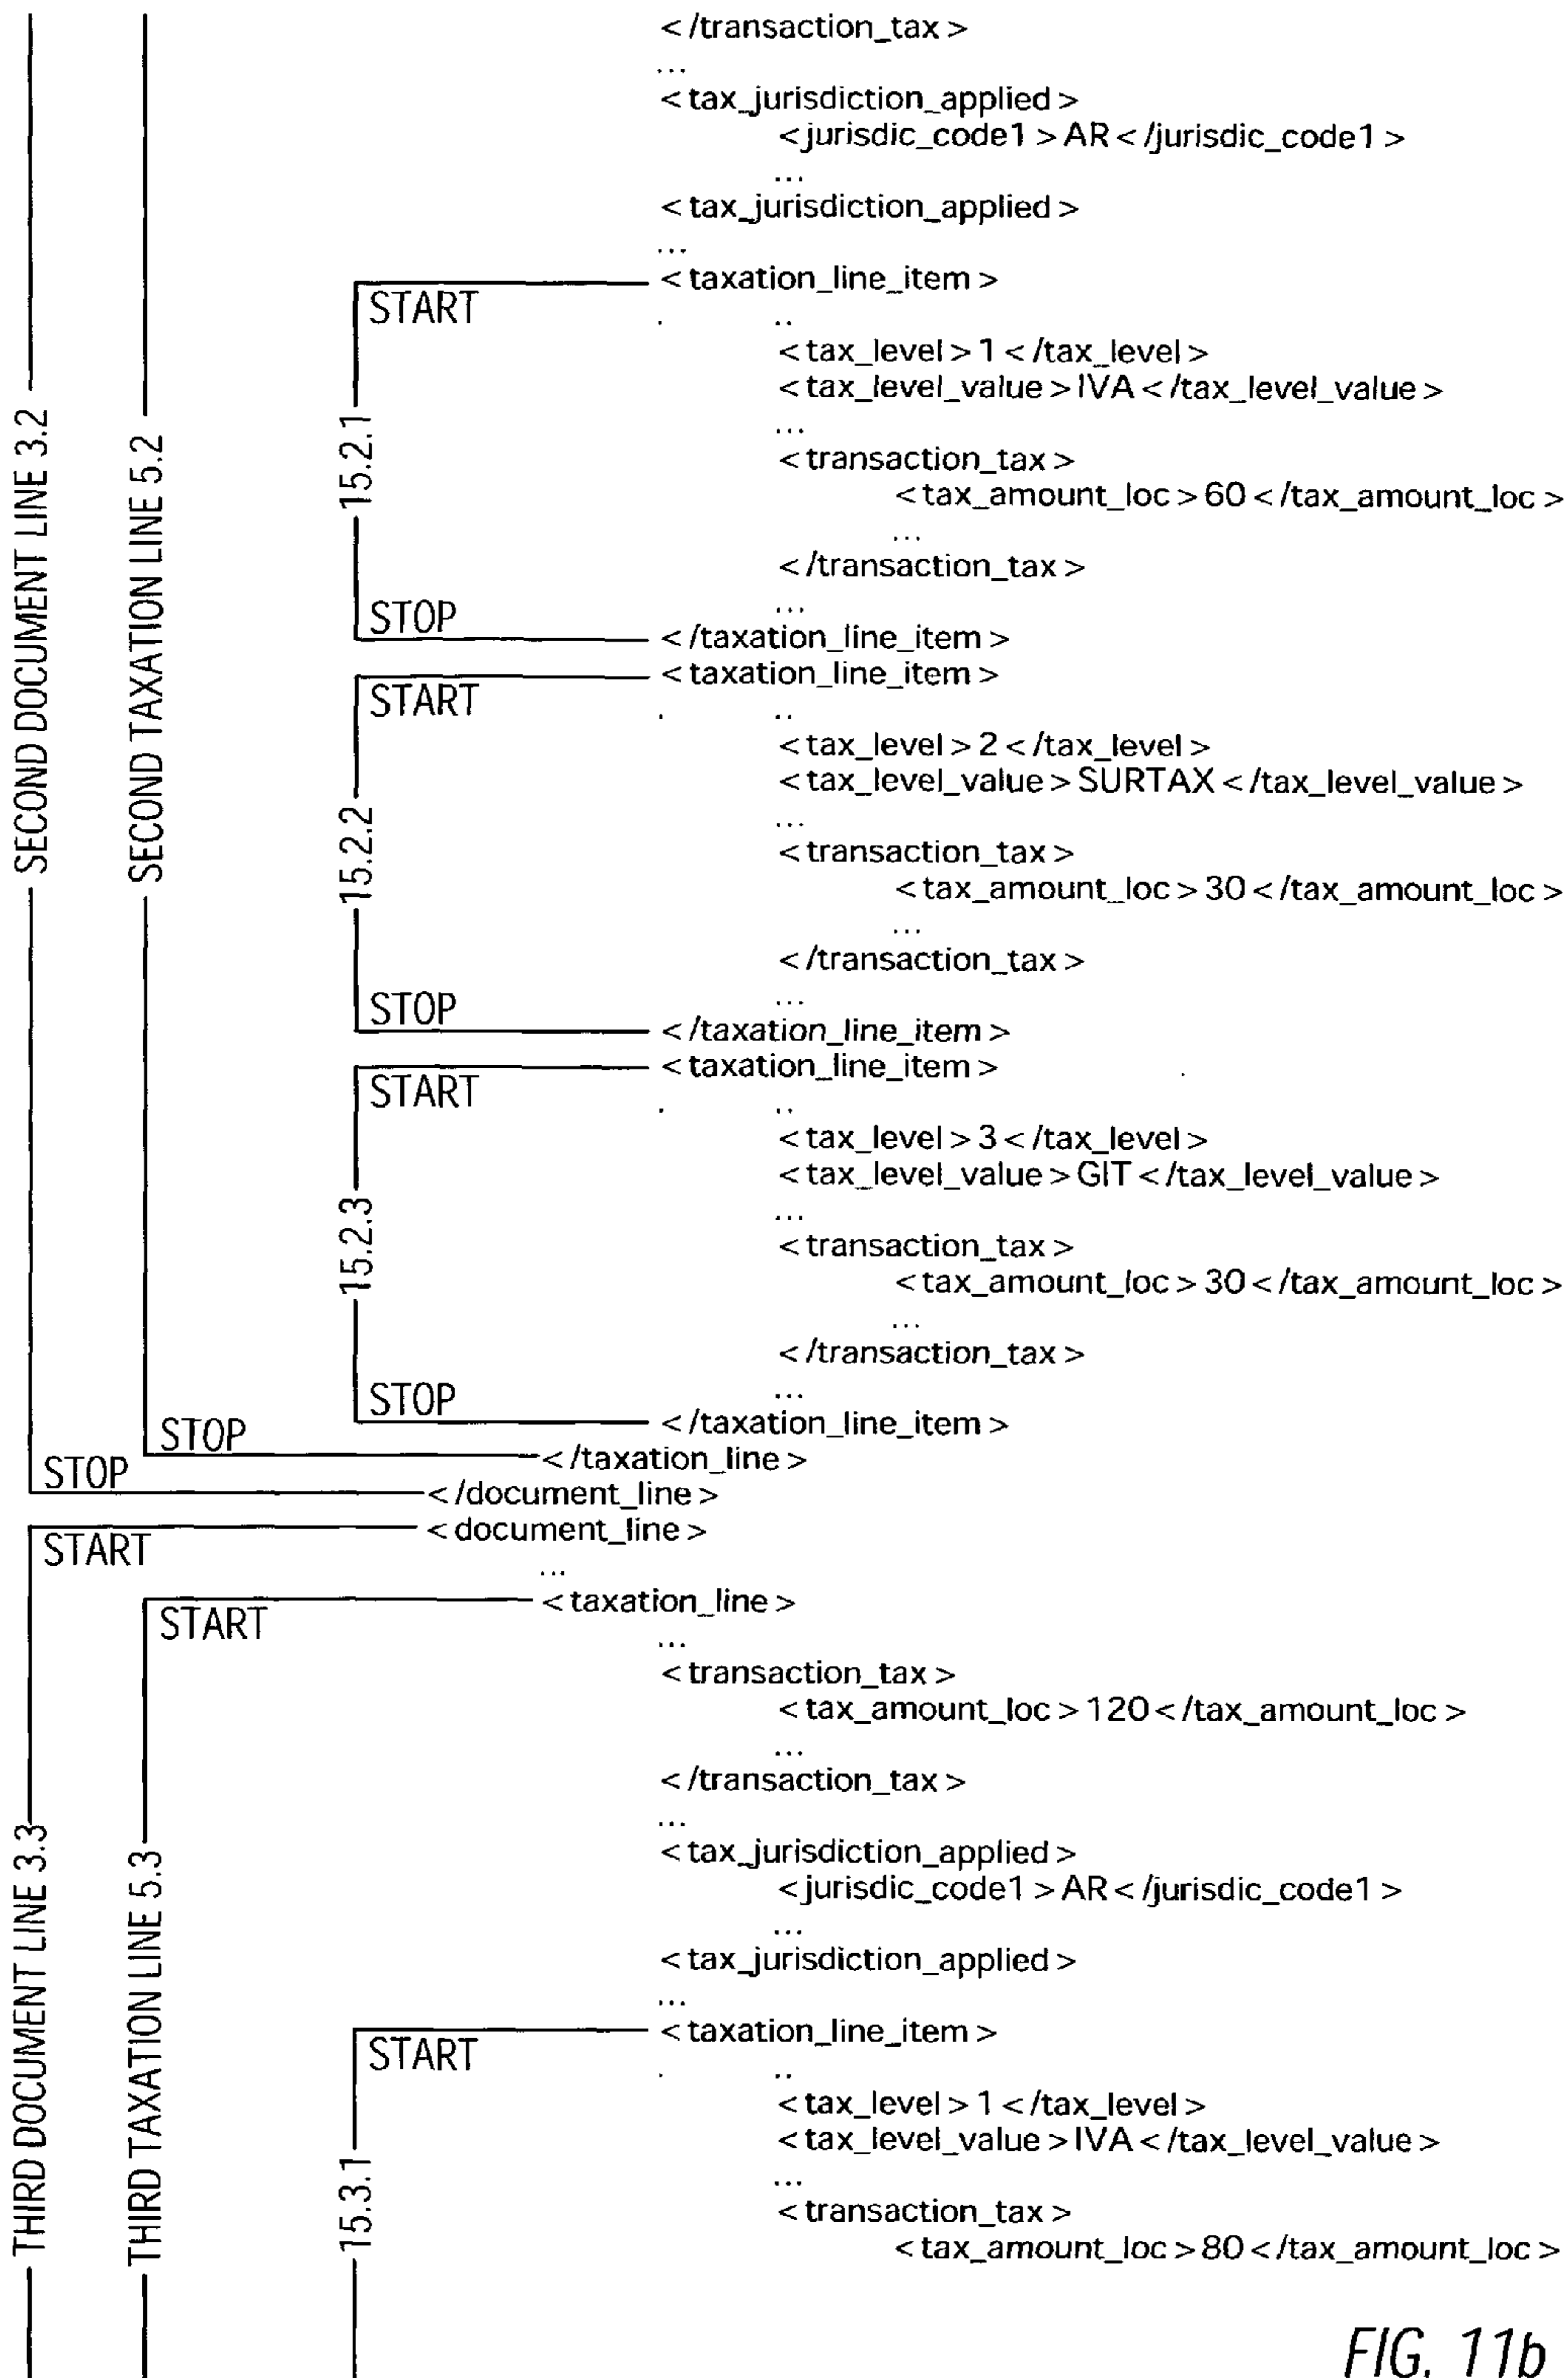 </transaction_tax>
...
<tax_jurisdiction_applied>
<jurisdic_code1>AR</jurisdic_code1>
...
<tax_jurisdiction_applied>
...
<taxation_line_item>
START
. ..
<tax_level>1</tax_level>
<tax_level_value>IVA</tax_level_value>
...
<transaction_tax>
<tax_amount_loc>60</tax_amount_loc>
...
</transaction_tax>
...
STOP
</taxation_line_item>
15.2.1
SECOND DOCUMENT LINE 3.2
SECOND TAXATION LINE 5.2
<taxation_line_item>
START
. ..
<tax_level>2</tax_level>
<tax_level_value>SURTAX</tax_level_value>
...
<transaction_tax>
<tax_amount_loc>30</tax_amount_loc>
...
</transaction_tax>
...
STOP
</taxation_line_item>
15.2.2
<taxation_line_item>
START
. ..
<tax_level>3</tax_level>
<tax_level_value>GIT</tax_level_value>
...
<transaction_tax>
<tax_amount_loc>30</tax_amount_loc>
...
</transaction_tax>
...
STOP
</taxation_line_item>
15.2.3
STOP
</taxation_line>
STOP
</document_line>
<document_line>
START
...
<taxation_line>
START
...
<transaction_tax>
<tax_amount_loc>120</tax_amount_loc>
...
</transaction_tax>
...
<tax_jurisdiction_applied>
<jurisdic_code1>AR</jurisdic_code1>
...
<tax_jurisdiction_applied>
...
<taxation_line_item>
START
. ..
<tax_level>1</tax_level>
<tax_level_value>IVA</tax_level_value>
...
<transaction_tax>
<tax_amount_loc>80</tax_amount_loc>
15.3.1
THIRD DOCUMENT LINE 3.3
THIRD TAXATION LINE 5.3
FIG. 11b